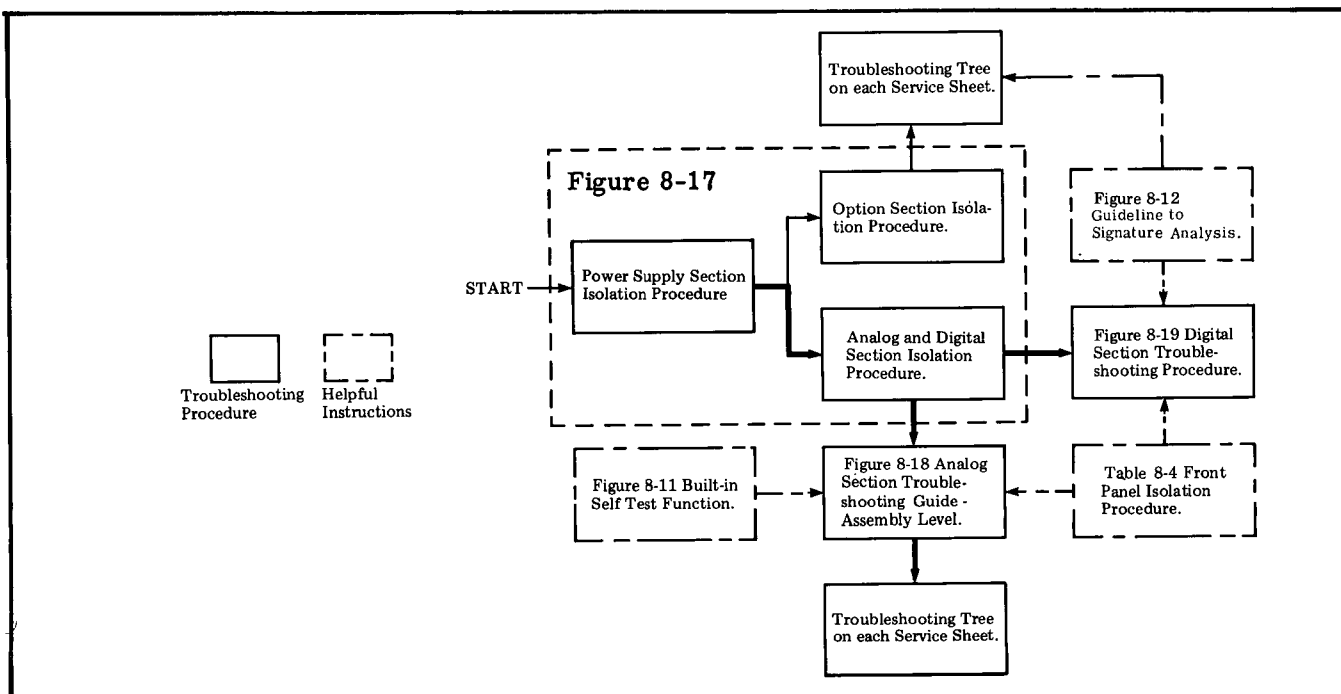 Troubleshooting Tree
on each Service Sheet.
Figure 8-17
Option Section Isola-
tion Procedure.
Figure 8-12
Guideline to
Signature Analysis.
START
Power Supply Section
Isolation Procedure
Analog and Digital
Section Isolation
Procedure.
Figure 8-19 Digital
Section Trouble-
shooting Procedure.
Troubleshooting
Procedure
Helpful
Instructions
Figure 8-11 Built-in
Self Test Function.
Figure 8-18 Analog
Section Trouble-
shooting Guide -
Assembly Level.
Table 8-4 Front
Panel Isolation
Procedure.
Troubleshooting Tree
on each Service Sheet.